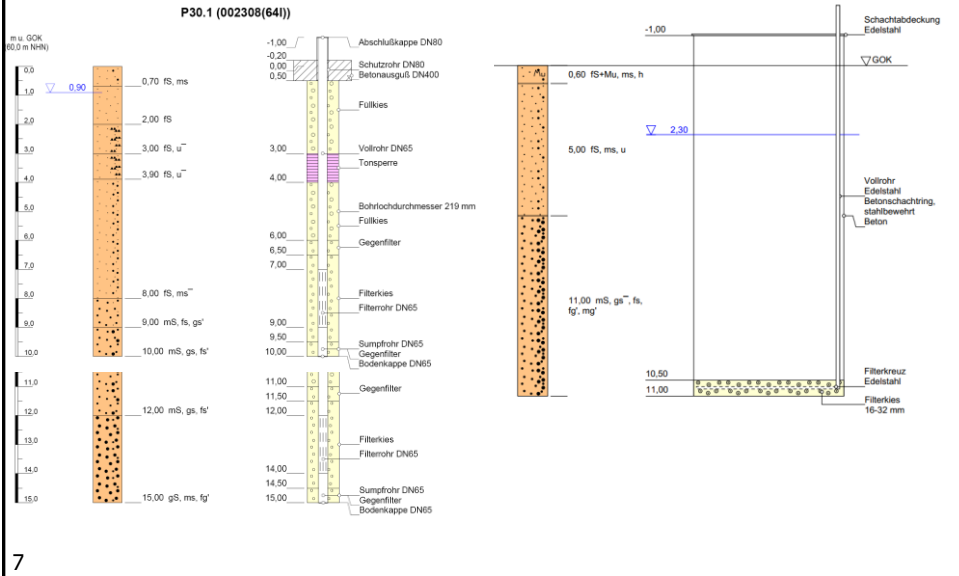 P30.1 (002308(64I))
m u. GOK
(60,0 m NHN)
0,0
1,0
2,0
3,0
4,0
5,0
6,0
7,0
8,0
9,0
10,0
11,0
12,0
13,0
14,0
15,0
0,90
0,70 fS, ms
2,00 fS
3,00 fS, u¯
3,90 fS, u¯
8,00 fS, ms¯
9,00 mS, fs, gs'
10,00 mS, gs, fs'
12,00 mS, gs, fs'
15,00 gS, ms, fg'
-1,00
-0,20
0,00
0,50
3,00
4,00
6,00
6,50
7,00
9,00
9,50
10,00
11,00
11,50
12,00
14,00
14,50
15,00
Abschlußkappe DN80
Schutzrohr DN80
Betonausguß DN400
Füllkies
Vollrohr DN65
Tonsperre
Bohrlochdurchmesser 219 mm
Füllkies
Gegenfilter
Filterkies
Filterrohr DN65
Sumpfrohr DN65
Gegenfilter
Bodenkappe DN65
Gegenfilter
Filterkies
Filterrohr DN65
Sumpfrohr DN65
Gegenfilter
Bodenkappe DN65
Mu
0,60 fS+Mu, ms, h
5,00 fS, ms, u
11,00 mS, gs¯, fs,
fg', mg'
-1,00
2,30
10,50
11,00
Schachtabdeckung
Edelstahl
GOK
Vollrohr
Edelstahl
Betonschachtring,
stahlbewehrt
Beton
Filterkreuz
Edelstahl
Filterkies
16-32 mm
7